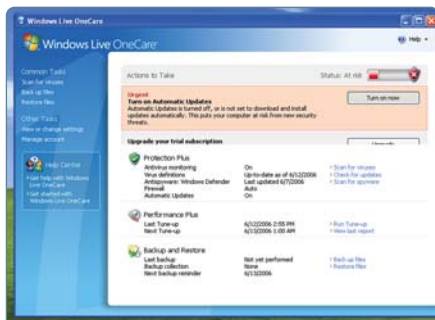 Windows Live OneCare
Windows Live OneCare
Help
Common Tasks
Scan for viruses
Back up files
Restore files
Other Tasks
View or change settings
Manage account
Help Center
Get help with Windows
Live OneCare
Get started with
Windows Live OneCare
Actions to Take
Status: At risk
Urgent
Turn on Automatic Updates
Automatic Updates is turned off, or is not set to download and install
updates automatically. This puts your computer at risk from new security
threats.
Turn on now
Upgrade your trial subscription
Upgrade
Protection Plus
Antivirus monitoring On Scan for viruses
Virus definitions Up-to-date as of 6/12/2006 Check for updates
Antispyware: Windows Defender Last updated 6/7/2006 Scan for spyware
Firewall Auto
Automatic Updates On
Performance Plus
Last Tune-up 6/12/2006 2:55 PM Run Tune-up
Next Tune-up 6/13/2006 1:00 AM View last report
Backup and Restore
Last backup Not yet performed Back up files
Backup collection None Restore files
Next backup reminder 6/13/2006